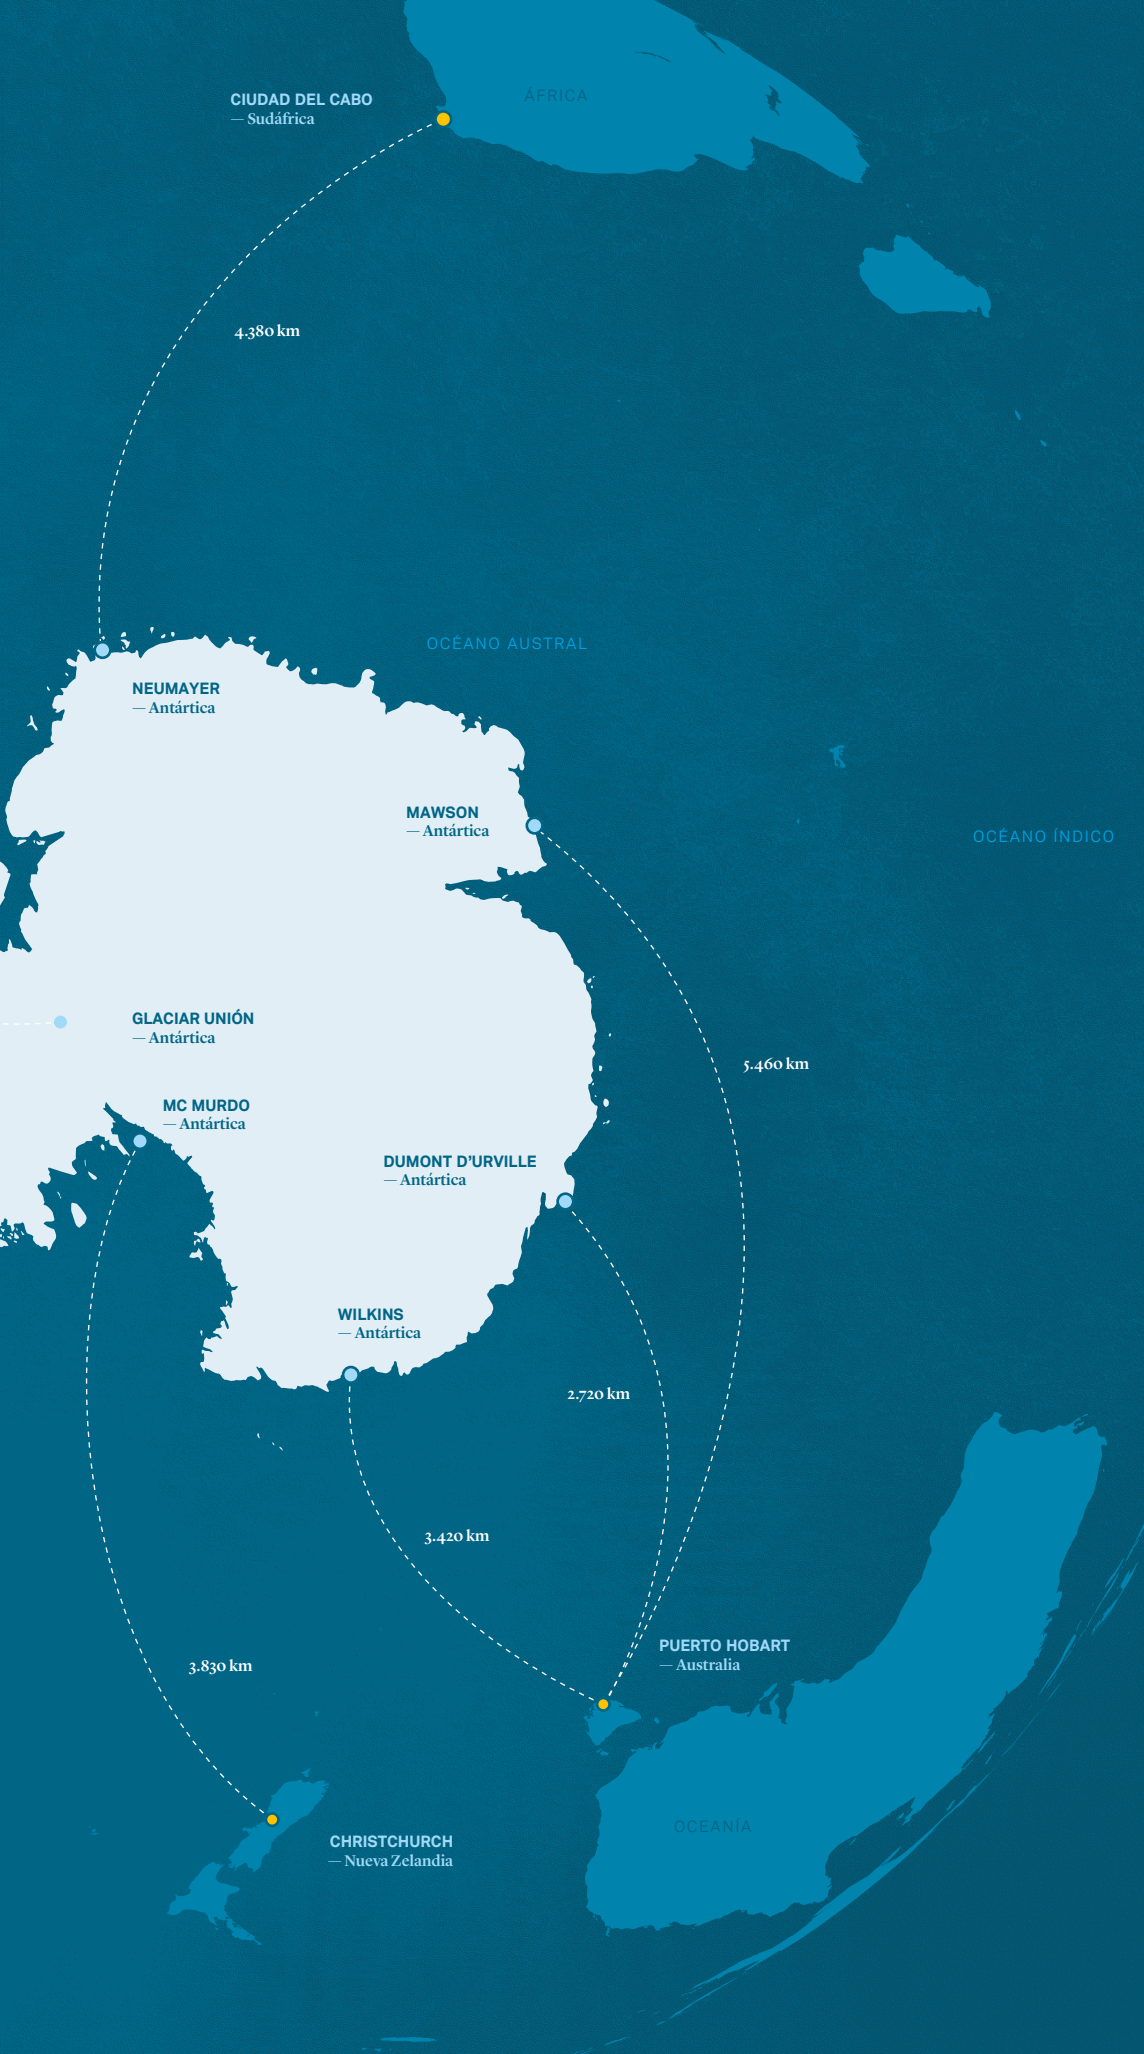 ÁFRICA
CIUDAD DEL CABO
— Sudáfrica
4.380 km
OCÉANO AUSTRAL
NEUMAYER
— Antártica
MAWSON
— Antártica
OCÉANO ÍNDICO
GLACIAR UNIÓN
— Antártica
5.460 km
MC MURDO
— Antártica
DUMONT D’URVILLE
— Antártica
WILKINS
— Antártica
2.720 km
3.420 km
PUERTO HOBART
— Australia
3.830 km
OCEANÍA
CHRISTCHURCH
— Nueva Zelandia